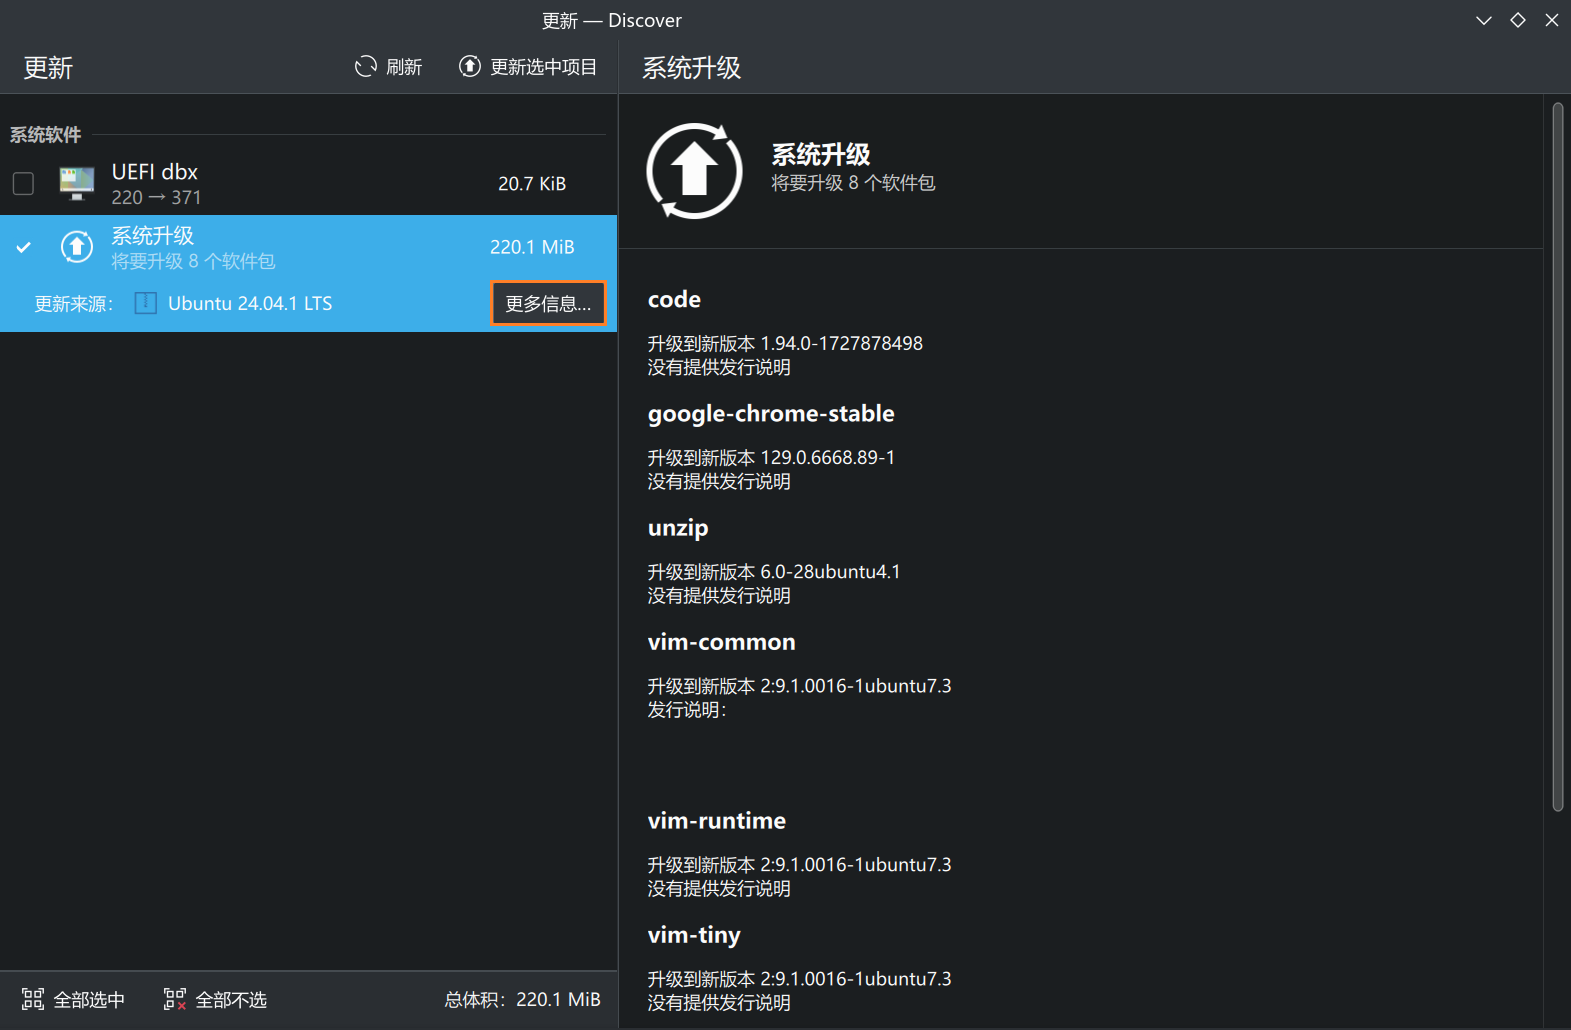 更新 — Discover
更新
刷新
更新选中项目
系统升级
系统软件
UEFI dbx
220 → 371
20.7 KiB
系统升级
将要升级 8 个软件包
220.1 MiB
更新来源：
Ubuntu 24.04.1 LTS
更多信息...
全部选中
全部不选
总体积：220.1 MiB
系统升级
将要升级 8 个软件包
code
升级到新版本 1.94.0-1727878498
没有提供发行说明
google-chrome-stable
升级到新版本 129.0.6668.89-1
没有提供发行说明
unzip
升级到新版本 6.0-28ubuntu4.1
没有提供发行说明
vim-common
升级到新版本 2:9.1.0016-1ubuntu7.3
发行说明：
vim-runtime
升级到新版本 2:9.1.0016-1ubuntu7.3
没有提供发行说明
vim-tiny
升级到新版本 2:9.1.0016-1ubuntu7.3
没有提供发行说明